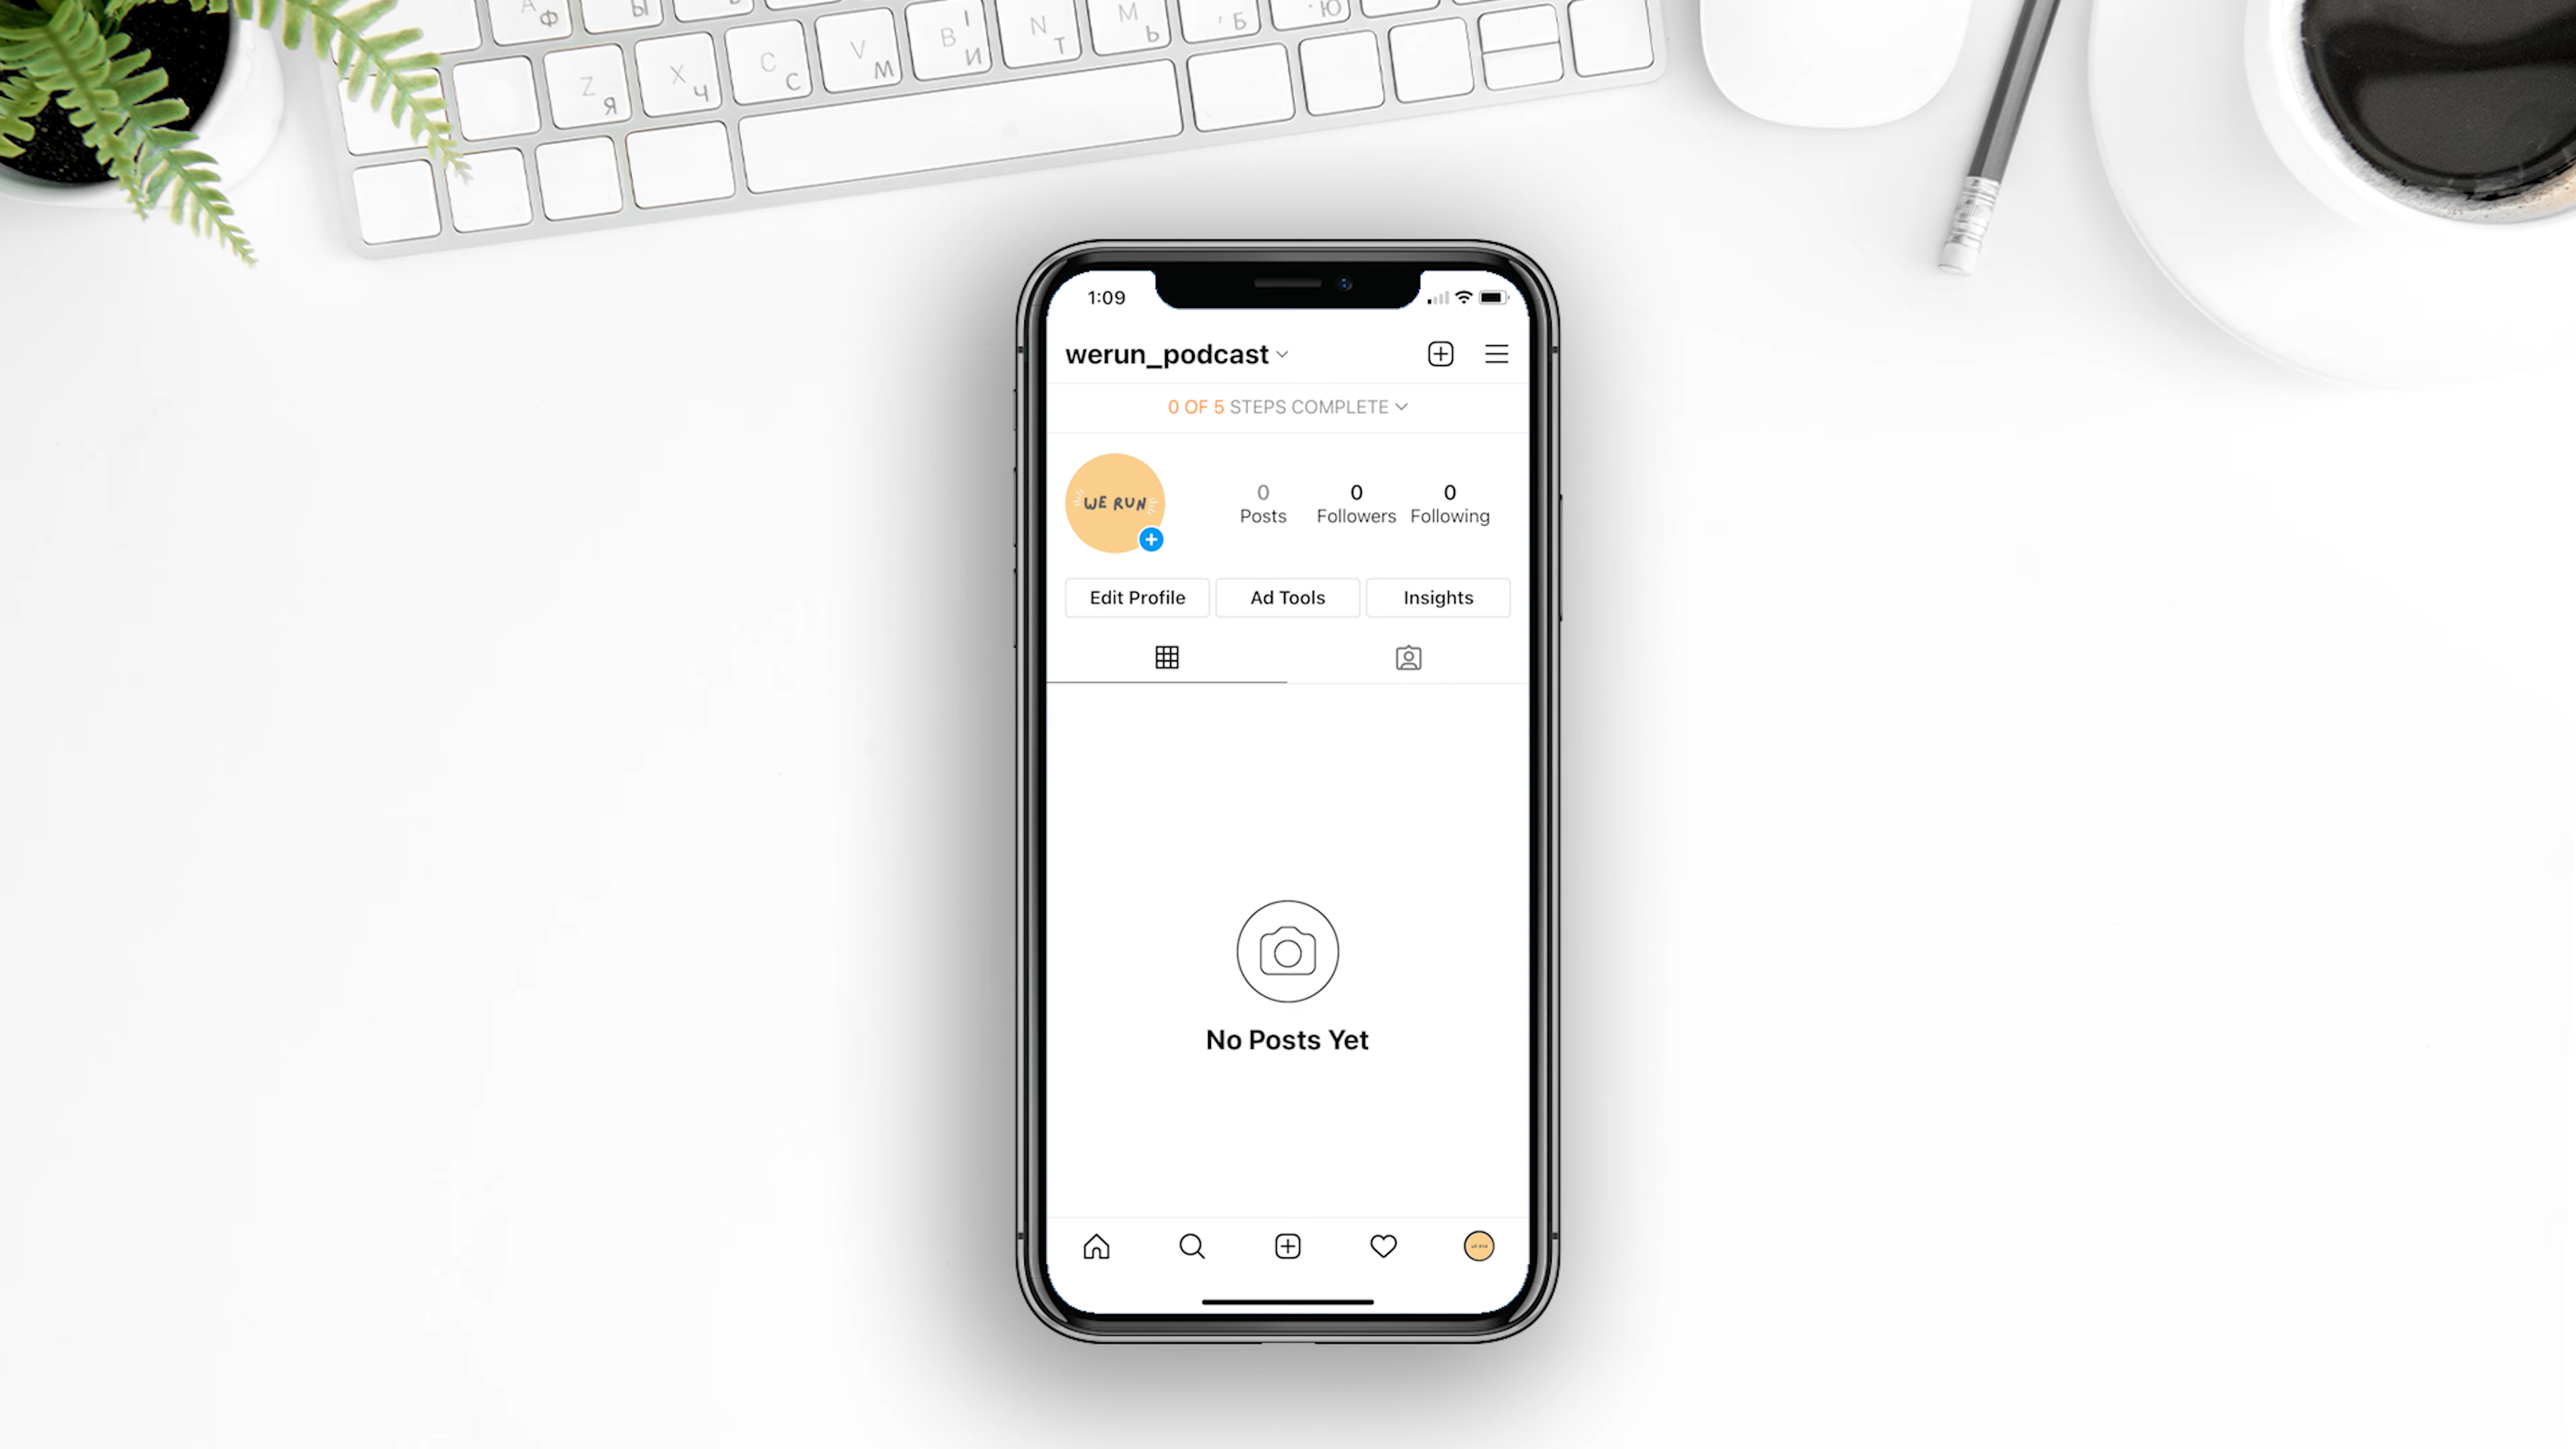 А Ф Ы
Z Я X Ч C С V М B И І N Т M Ь ‚ Б Ю
1:09
werun_podcast
0 OF 5 STEPS COMPLETE
WE RUN
0 0 0
Posts Followers Following
Edit Profile Ad Tools Insights
No Posts Yet